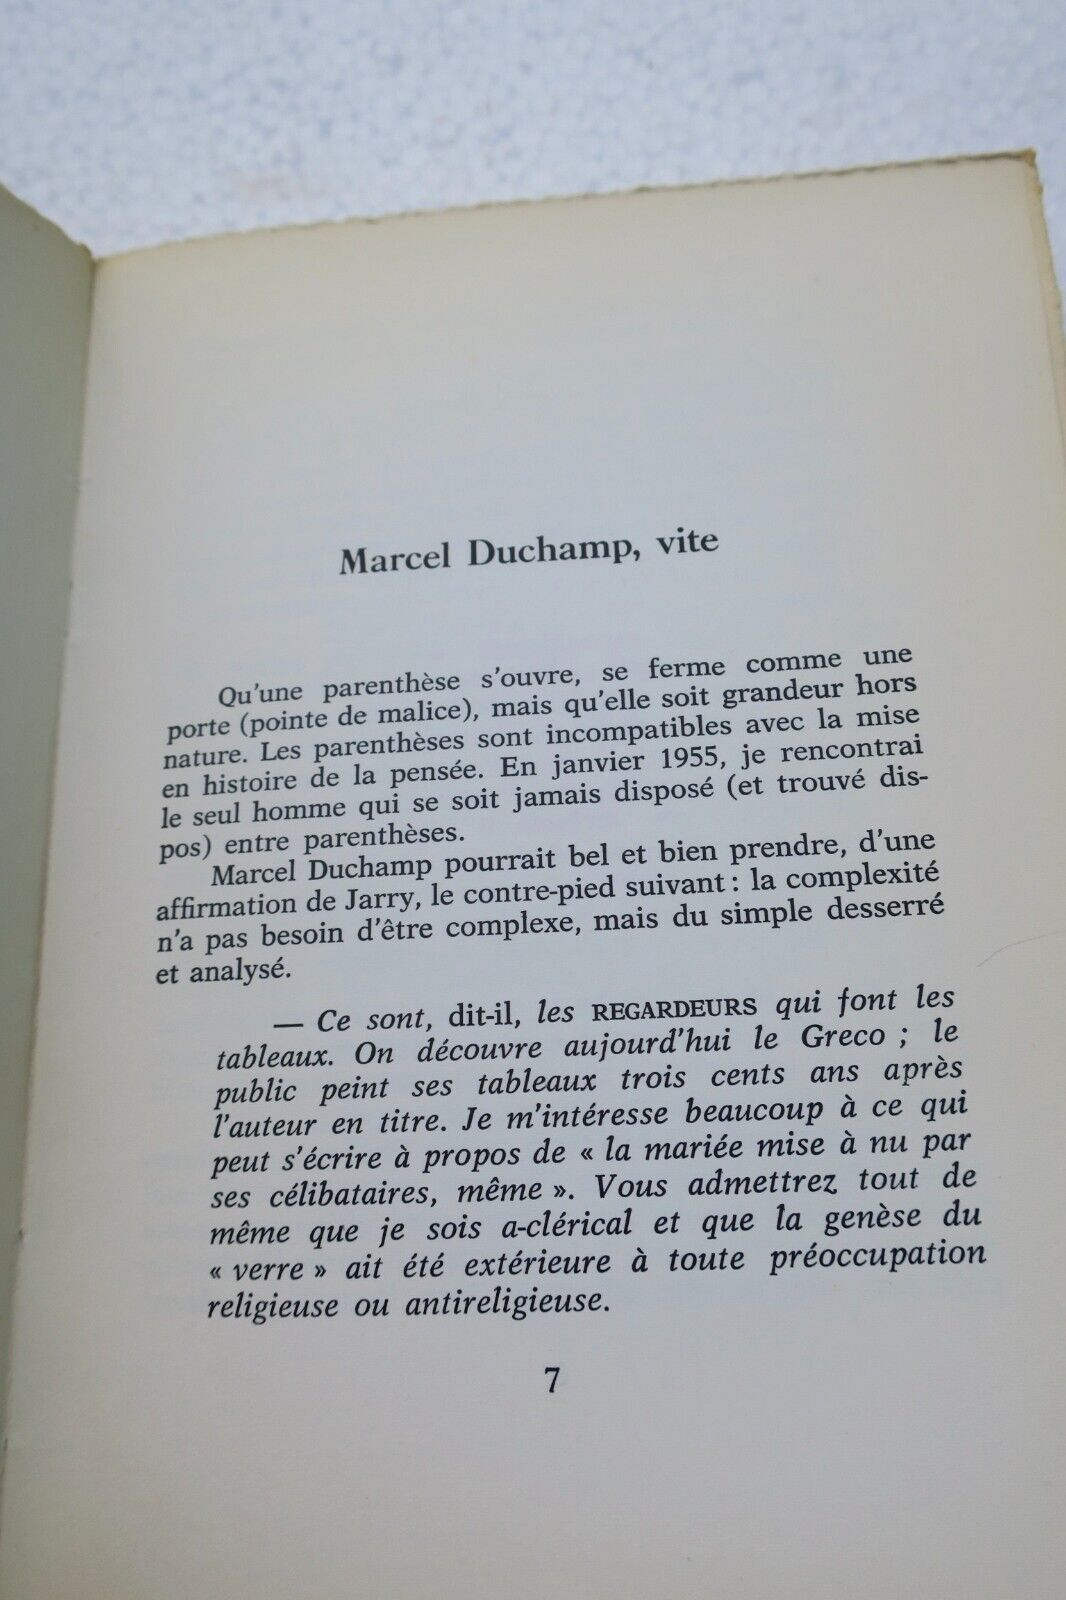 Marcel Duchamp, vite
Qu'une parenthèse s'ouvre, se ferme comme une
porte (pointe de malice), mais qu'elle soit grandeur hors
nature. Les parenthèses sont incompatibles avec la mise
en histoire de la pensée. En janvier 1955, je rencontrai
le seul homme qui se soit jamais disposé (et trouvé dis-
pos) entre parenthèses.
Marcel Duchamp pourrait bel et bien prendre, d'une
affirmation de Jarry, le contre-pied suivant : la complexité
n'a pas besoin d'être complexe, mais du simple desserré
et analysé.
— Ce sont, dit-il, les REGARDEURS qui font les
tableaux. On découvre aujourd'hui le Greco ; le
public peint ses tableaux trois cents ans après
l'auteur en titre. Je m'intéresse beaucoup à ce qui
peut s'écrire à propos de « la mariée mise à nu par
ses célibataires, même ». Vous admettrez tout de
même que je sois a-clérical et que la genèse du
« verre » ait été extérieure à toute préoccupation
religieuse ou antireligieuse.
7